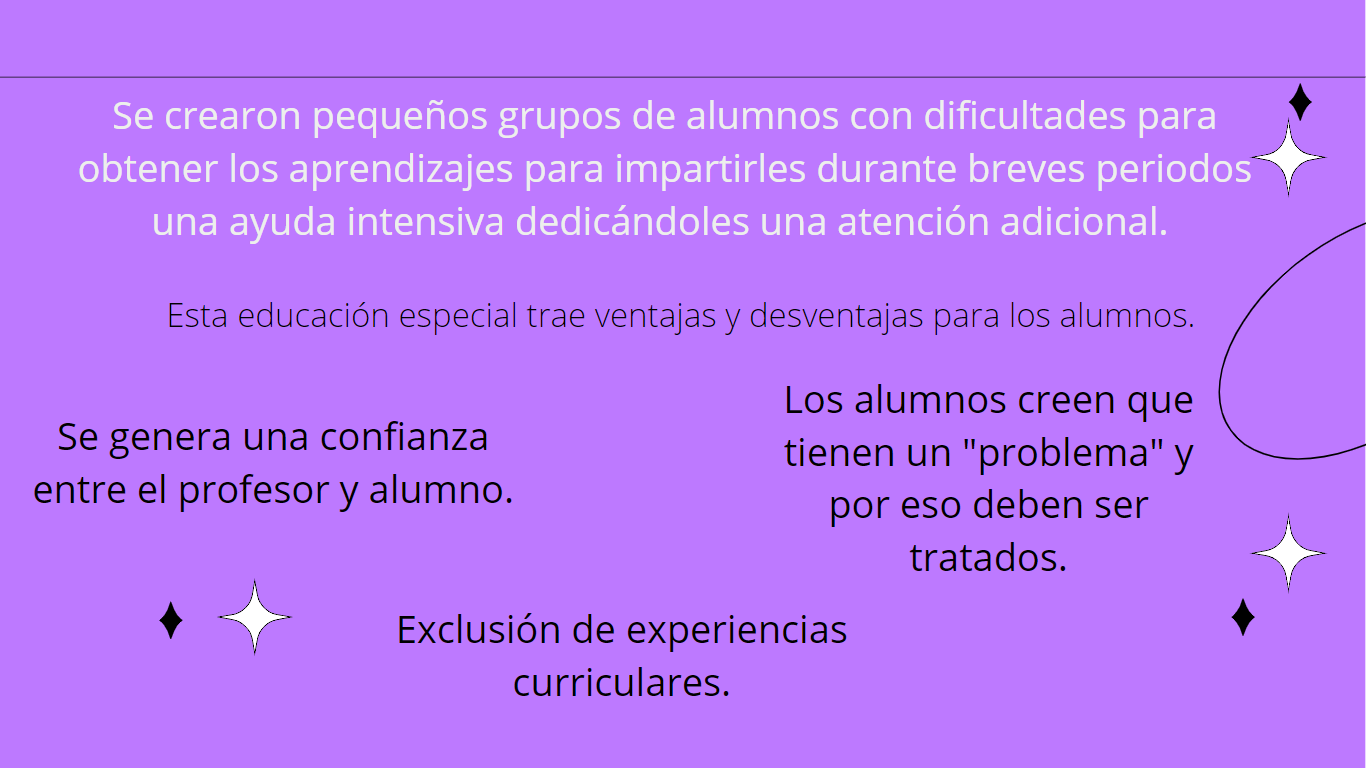 Se crearon pequeños grupos de alumnos con dificultades para
obtener los aprendizajes para impartirles durante breves periodos
una ayuda intensiva dedicándoles una atención adicional.
Esta educación especial trae ventajas y desventajas para los alumnos.
Se genera una confianza
entre el profesor y alumno.
Los alumnos creen que
tienen un "problema" y
por eso deben ser
tratados.
Exclusión de experiencias
curriculares.